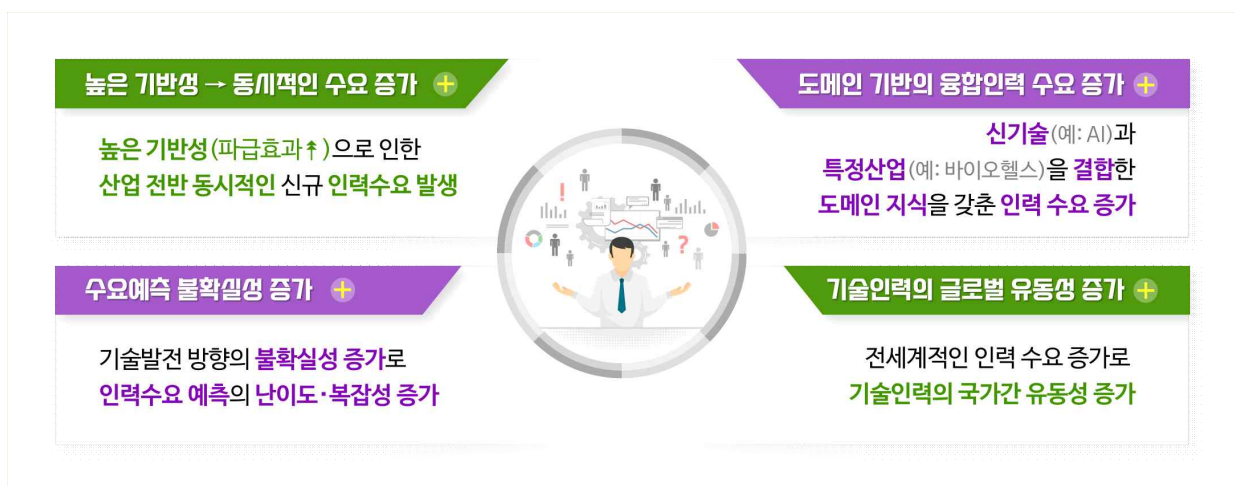 높은 기반성 → 동시적인 수요 증가 +
높은 기반성(파급효과↟)으로 인한
산업 전반 동시적인 신규 인력수요 발생
도메인 기반의 융합인력 수요 증가 +
신기술(예: AI)과
특정산업(예: 바이오헬스)을 결합한
도메인 지식을 갖춘 인력 수요 증가
수요예측 불확실성 증가 +
기술발전 방향의 불확실성 증가로
인력수요 예측의 난이도·복잡성 증가
기술인력의 글로벌 유동성 증가 +
전세계적인 인력 수요 증가로
기술인력의 국가간 유동성 증가
! ?